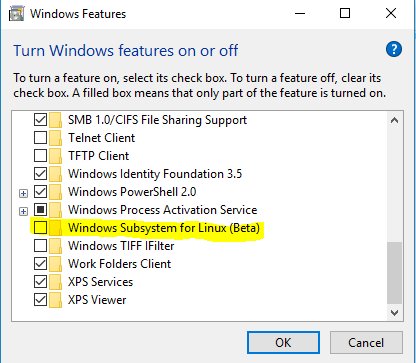 Windows Features
Turn Windows features on or off
To turn a feature on, select its check box. To turn a feature off, clear its
check box. A filled box means that only part of the feature is turned on.
SMB 1.0/CIFS File Sharing Support
Telnet Client
TFTP Client
Windows Identity Foundation 3.5
Windows PowerShell 2.0
Windows Process Activation Service
Windows Subsystem for Linux (Beta)
Windows TIFF IFilter
Work Folders Client
XPS Services
XPS Viewer
OK Cancel